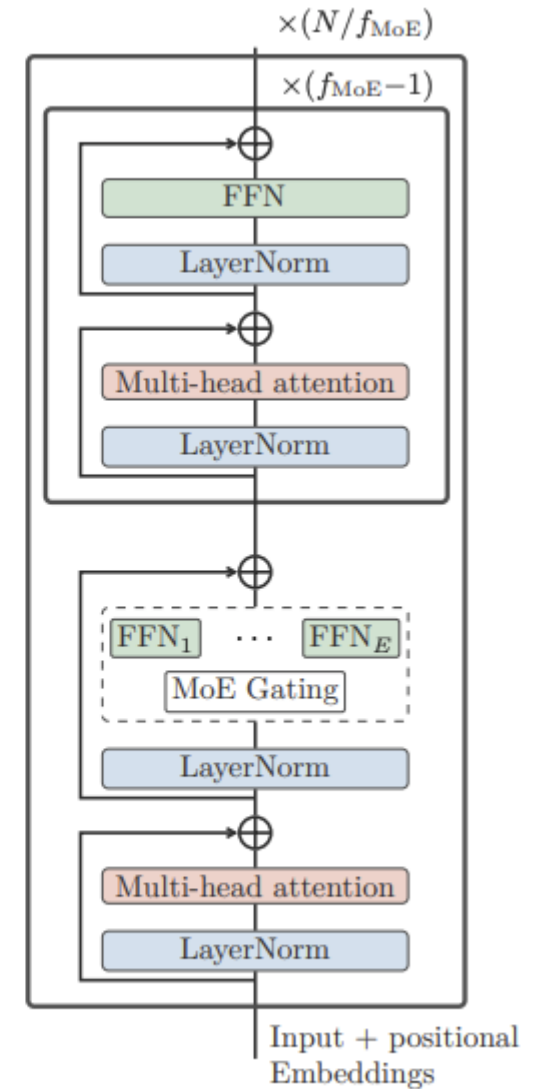 ×(N/f_MoE)
×(f_MoE−1)
FFN
LayerNorm
Multi-head attention
LayerNorm
FFN₁ ... FFN_E
MoE Gating
LayerNorm
Multi-head attention
LayerNorm
Input + positional
Embeddings